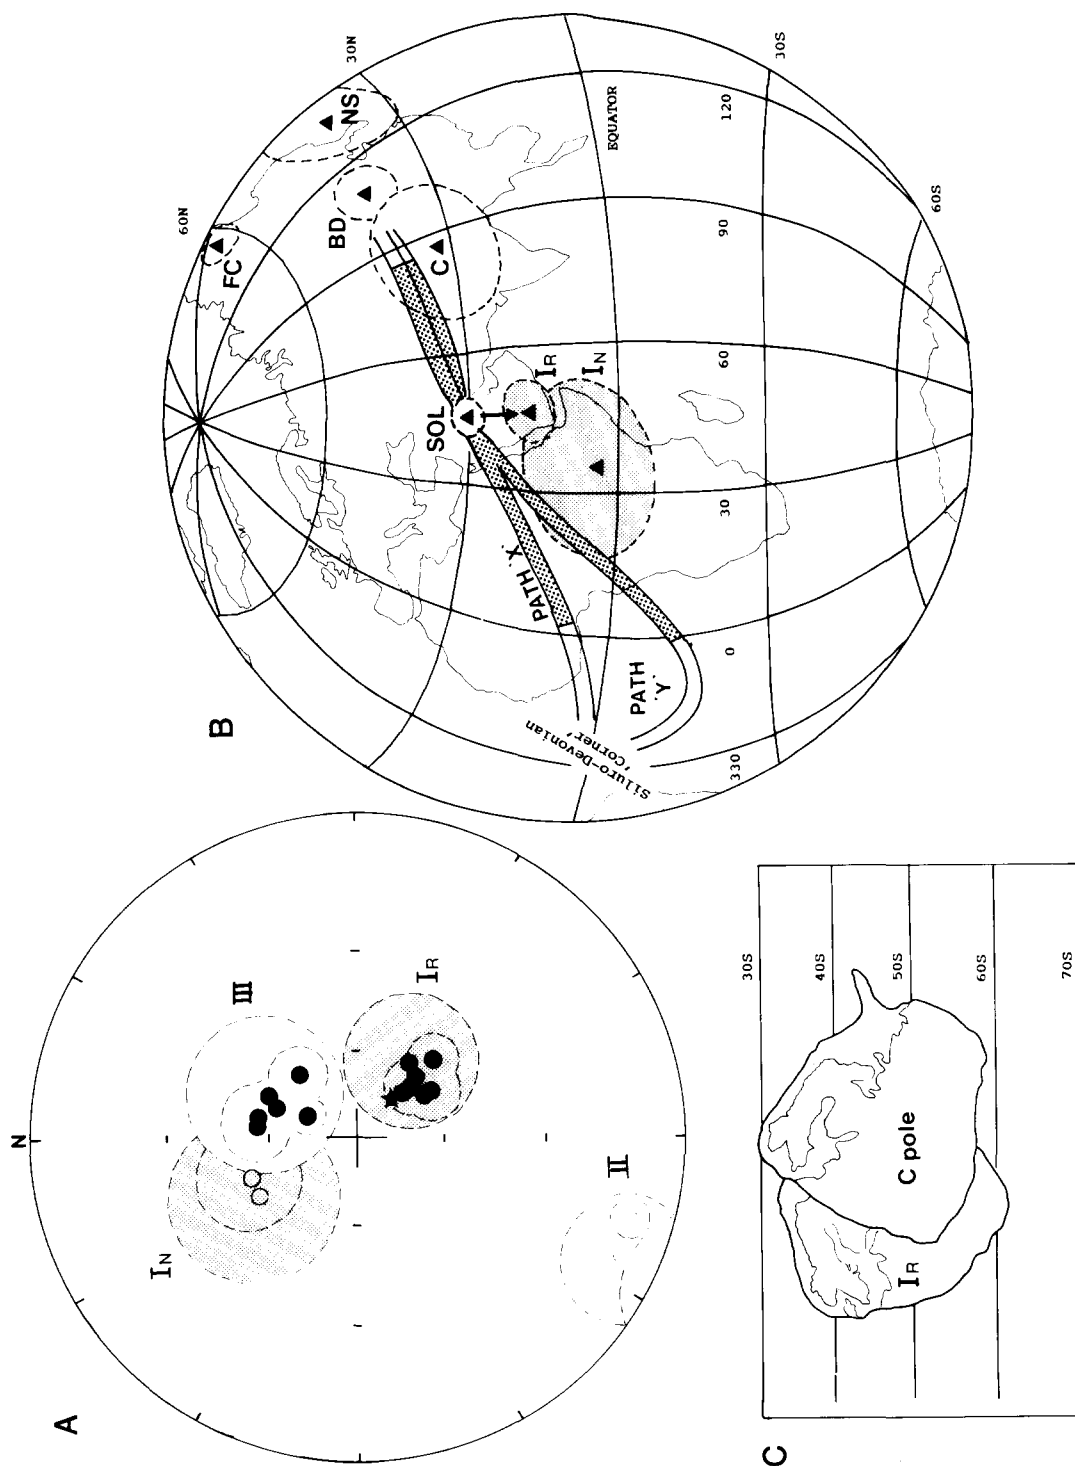 A
N
III
IN
IR
II
B
60N
30N
FC
NS
BD
C
SOL
IR
IN
PATH 'X'
PATH
'Y'
Siluro-Devonian
'Corner'
EQUATOR
330
0
30
60
90
120
30S
60S
C
30S
40S
50S
60S
70S
C pole
IR